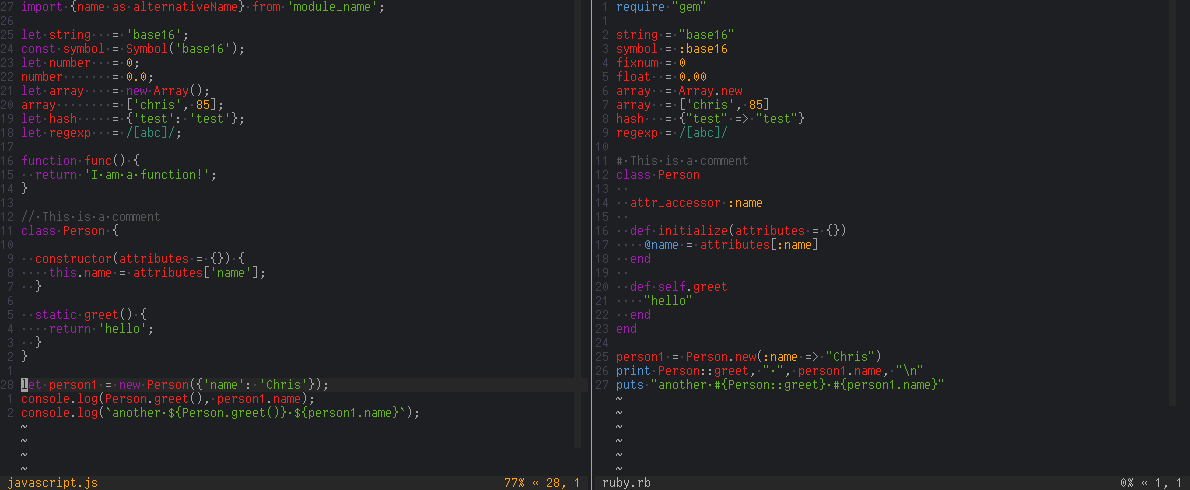 27 import {name as alternativeName} from 'module_name';
26
25 let string   = 'base16';
24 const symbol = Symbol('base16');
23 let number   = 0;
22 number       = 0.0;
21 let array    = new Array();
20 array        = ['chris', 85];
19 let hash     = {'test': 'test'};
18 let regexp   = /[abc]/;
17
16 function func() {
15   return 'I am a function!';
14 }
13
12 // This is a comment
11 class Person {
10
9   constructor(attributes = {}) {
8     this.name = attributes['name'];
7   }
6
5   static greet() {
4     return 'hello';
3   }
2 }
1
28 let person1 = new Person({'name': 'Chris'});
1 console.log(Person.greet(), person1.name);
2 console.log(`another ${Person.greet()} ${person1.name}`);
~
~
~
~
javascript.js 77% « 28, 1
1 require "gem"
1
2 string = "base16"
3 symbol = :base16
4 fixnum = 0
5 float  = 0.00
6 array  = Array.new
7 array  = ['chris', 85]
8 hash   = {"test" => "test"}
9 regexp = /[abc]/
10
11 # This is a comment
12 class Person
13
14   attr_accessor :name
15
16   def initialize(attributes = {})
17     @name = attributes[:name]
18   end
19
20   def self.greet
21     "hello"
22   end
23 end
24
25 person1 = Person.new(:name => "Chris")
26 print Person::greet, " ", person1.name, "\n"
27 puts "another #{Person::greet} #{person1.name}"
~
~
~
~
~
~
ruby.rb 0% « 1, 1